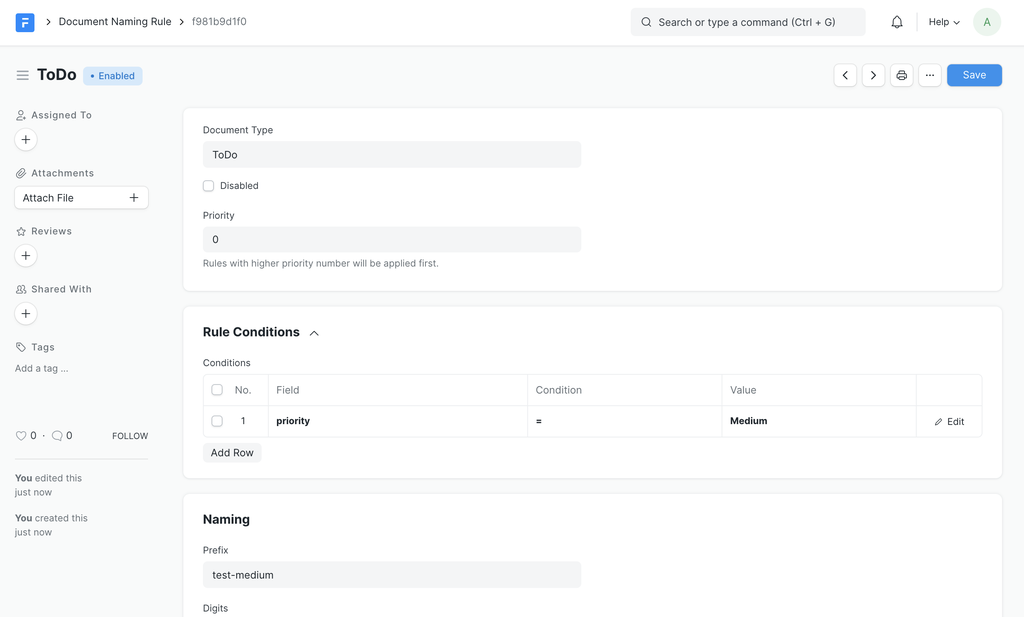 F
Document Naming Rule
f981b9d1f0
Search or type a command (Ctrl + G)
Help
A
ToDo
Enabled
Save
Assigned To
Attachments
Attach File
Reviews
Shared With
Tags
Add a tag ...
0 · 0 FOLLOW
You edited this
just now
You created this
just now
Document Type
ToDo
Disabled
Priority
0
Rules with higher priority number will be applied first.
Rule Conditions
Conditions
No. Field Condition Value
1 priority = Medium Edit
Add Row
Naming
Prefix
test-medium
Digits